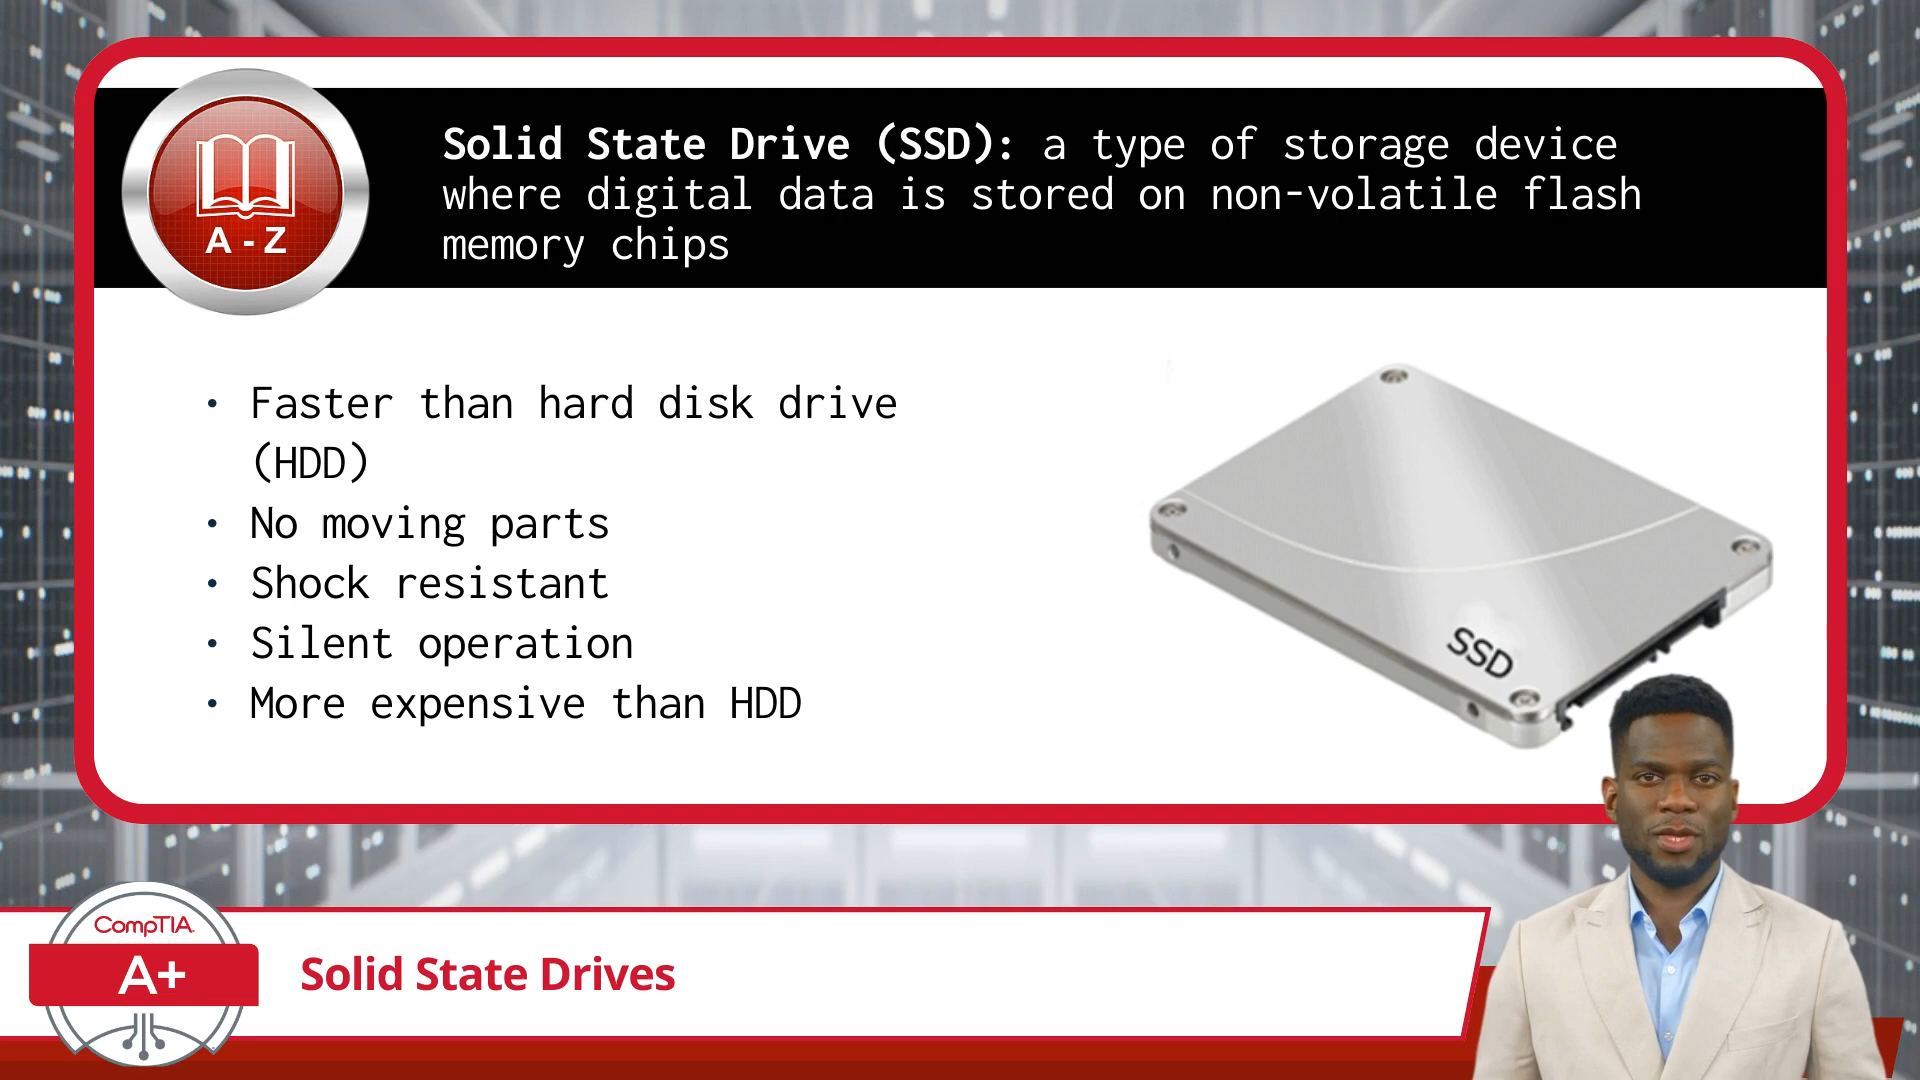 Solid State Drive (SSD): a type of storage device
where digital data is stored on non-volatile flash
memory chips
A - Z
• Faster than hard disk drive
(HDD)
• No moving parts
• Shock resistant
• Silent operation
• More expensive than HDD
SSD
CompTIA.
A+
Solid State Drives